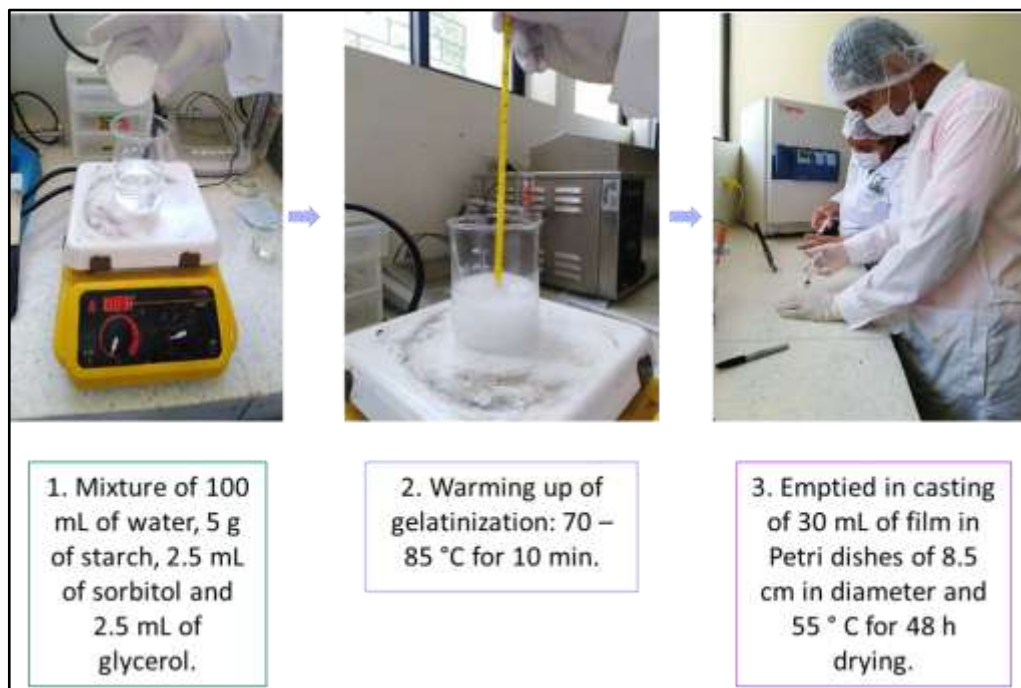 1. Mixture of 100
mL of water, 5 g
of starch, 2.5 mL
of sorbitol and
2.5 mL of
glycerol.
2. Warming up of
gelatinization: 70 –
85 °C for 10 min.
3. Emptied in casting
of 30 mL of film in
Petri dishes of 8.5
cm in diameter and
55 ° C for 48 h
drying.